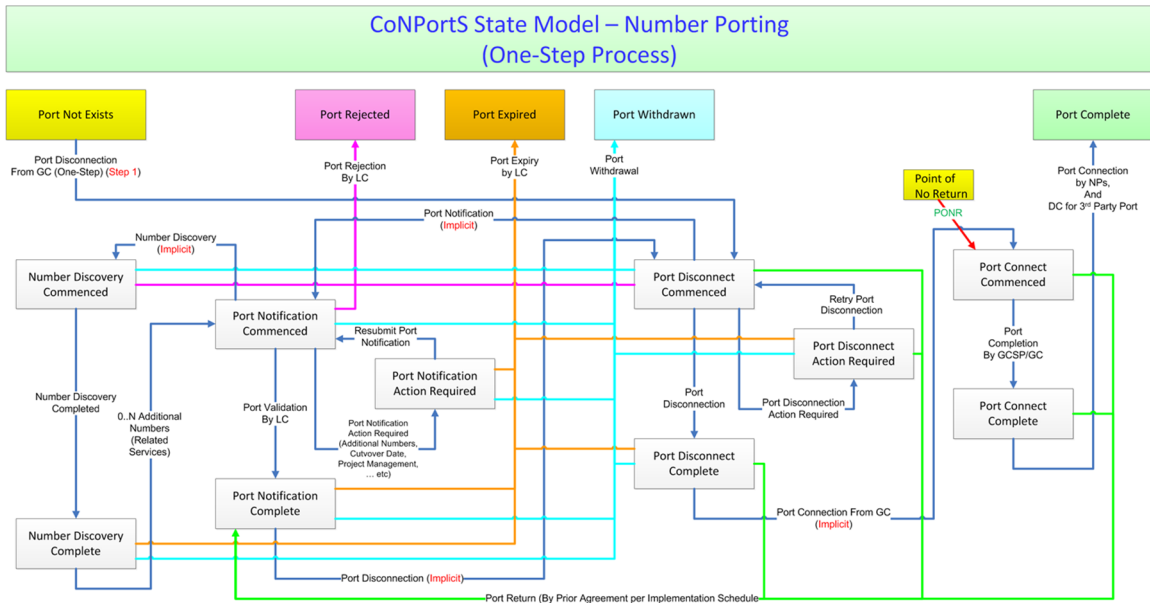 CoNPortS State Model – Number Porting
(One-Step Process)
Port Not Exists
Port Rejected
Port Expired
Port Withdrawn
Port Complete
Port Disconnection
From GC (One-Step) (Step 1)
Port Rejection
By LC
Port Expiry
by LC
Port
Withdrawal
Port Connection
by NPs,
And
DC for 3rd Party Port
Point of
No Return
PONR
Port Notification
(Implicit)
Number Discovery
(Implicit)
Number Discovery
Commenced
Port Disconnect
Commenced
Port Connect
Commenced
Port Notification
Commenced
Retry Port
Disconnection
Resubmit Port
Notification
Port Disconnect
Action Required
Port
Completion
By GCSP/GC
Port Notification
Action Required
Number Discovery
Completed
0..N Additional
Numbers
(Related
Services)
Port Validation
By LC
Port Notification
Action Required
(Additional Numbers,
Cutvover Date,
Project Management,
... etc)
Port
Disconnection
Port Disconnection
Action Required
Port Connect
Complete
Port Disconnect
Complete
Port Notification
Complete
Port Connection From GC
(Implicit)
Number Discovery
Complete
Port Disconnection (Implicit)
Port Return (By Prior Agreement per Implementation Schedule